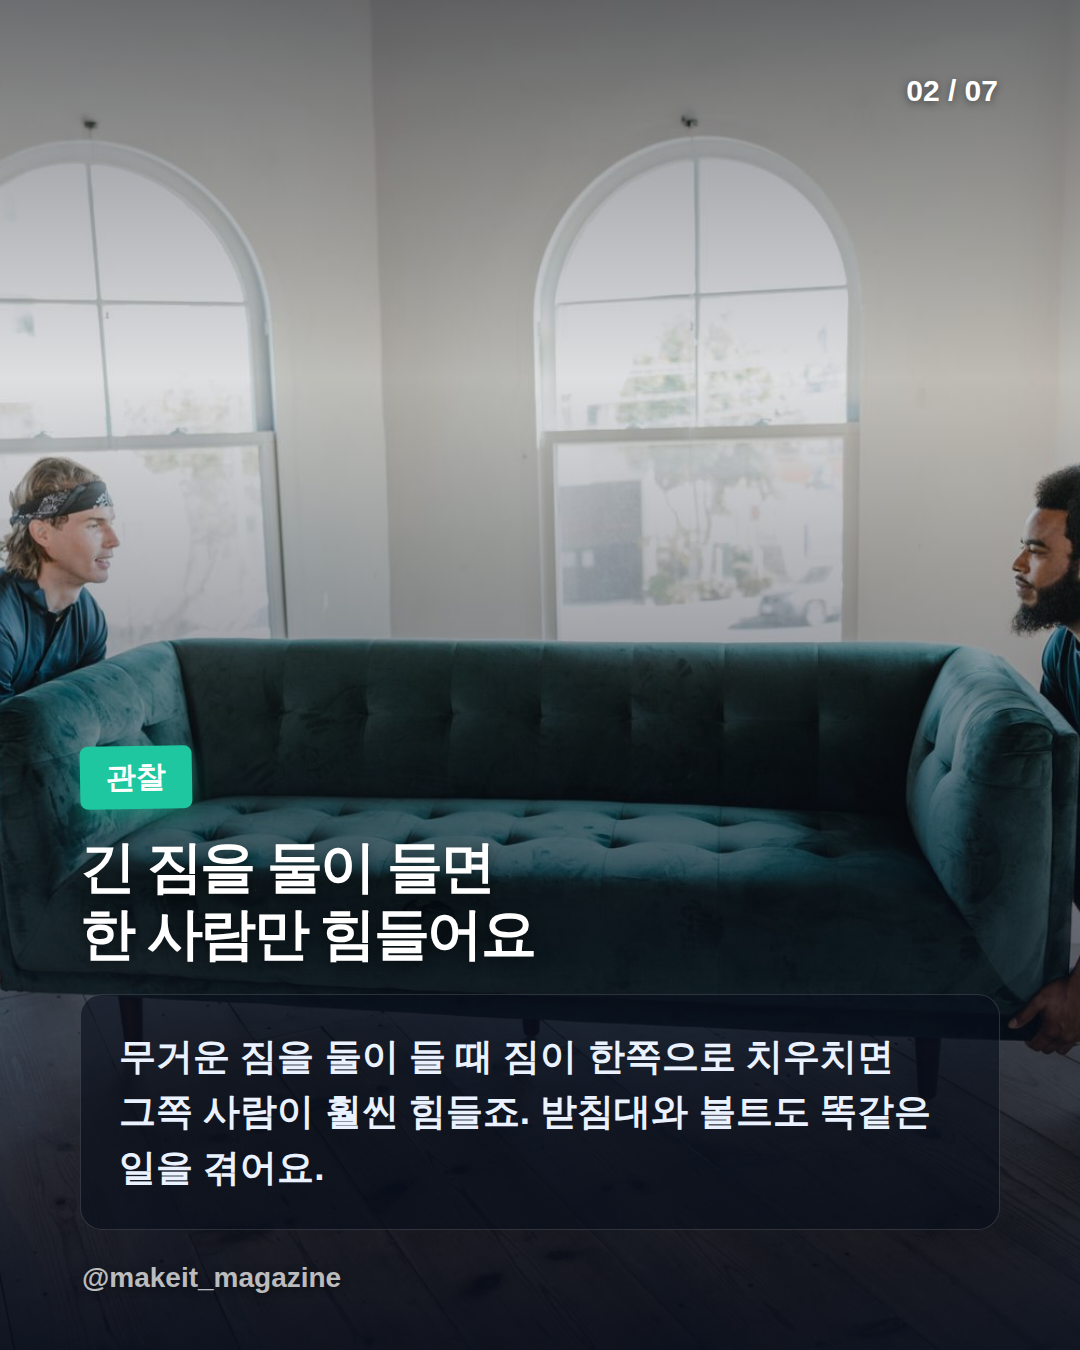 02 / 07
관찰
긴 짐을 둘이 들면
한 사람만 힘들어요
무거운 짐을 둘이 들 때 짐이 한쪽으로 치우치면
그쪽 사람이 훨씬 힘들죠. 받침대와 볼트도 똑같은
일을 겪어요.
@makeit_magazine